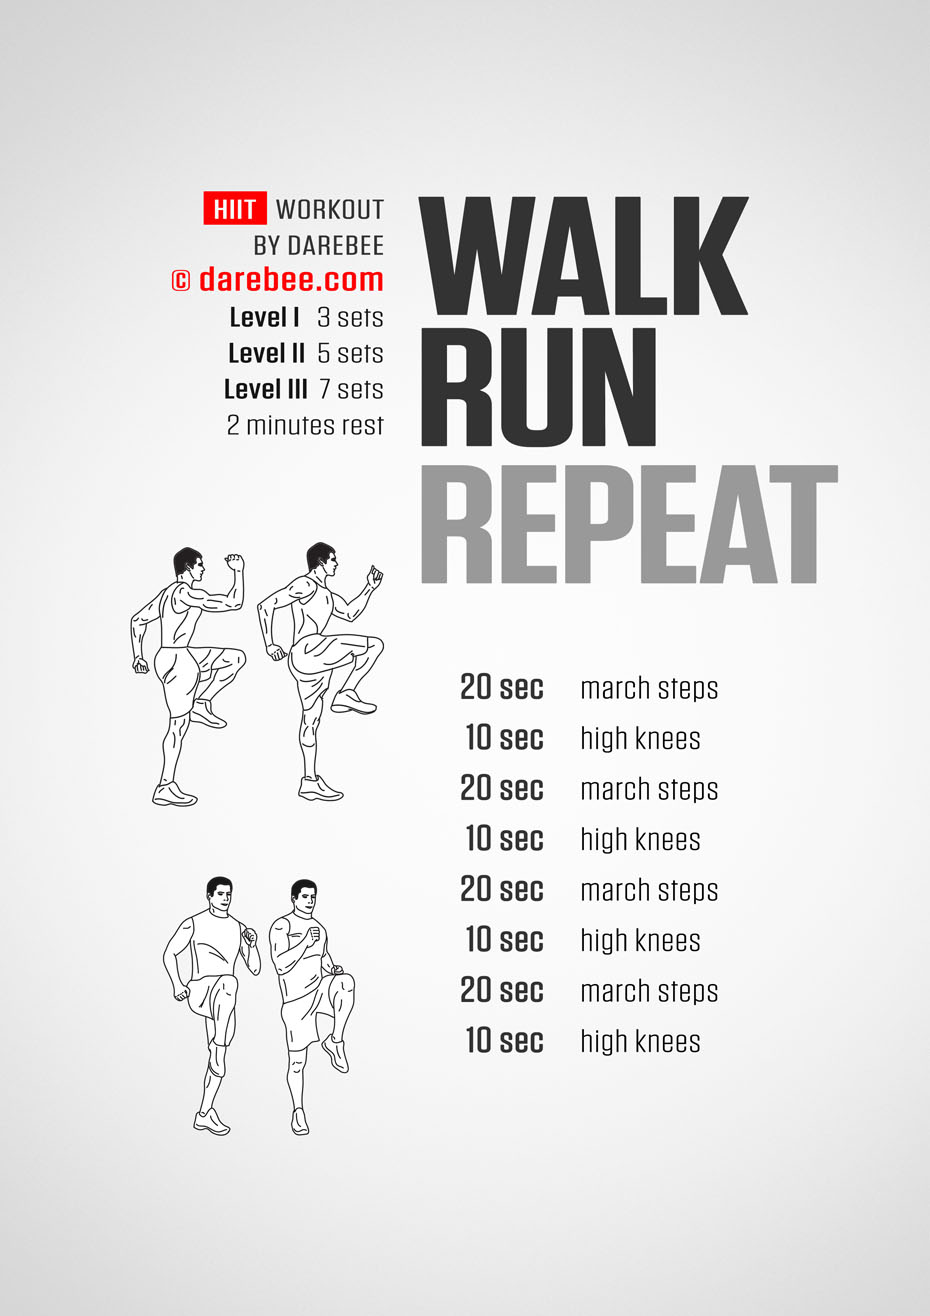 HIIT WORKOUT
BY DAREBEE
© darebee.com
Level I 3 sets
Level II 5 sets
Level III 7 sets
2 minutes rest
WALK
RUN
REPEAT
20 sec march steps
10 sec high knees
20 sec march steps
10 sec high knees
20 sec march steps
10 sec high knees
20 sec march steps
10 sec high knees